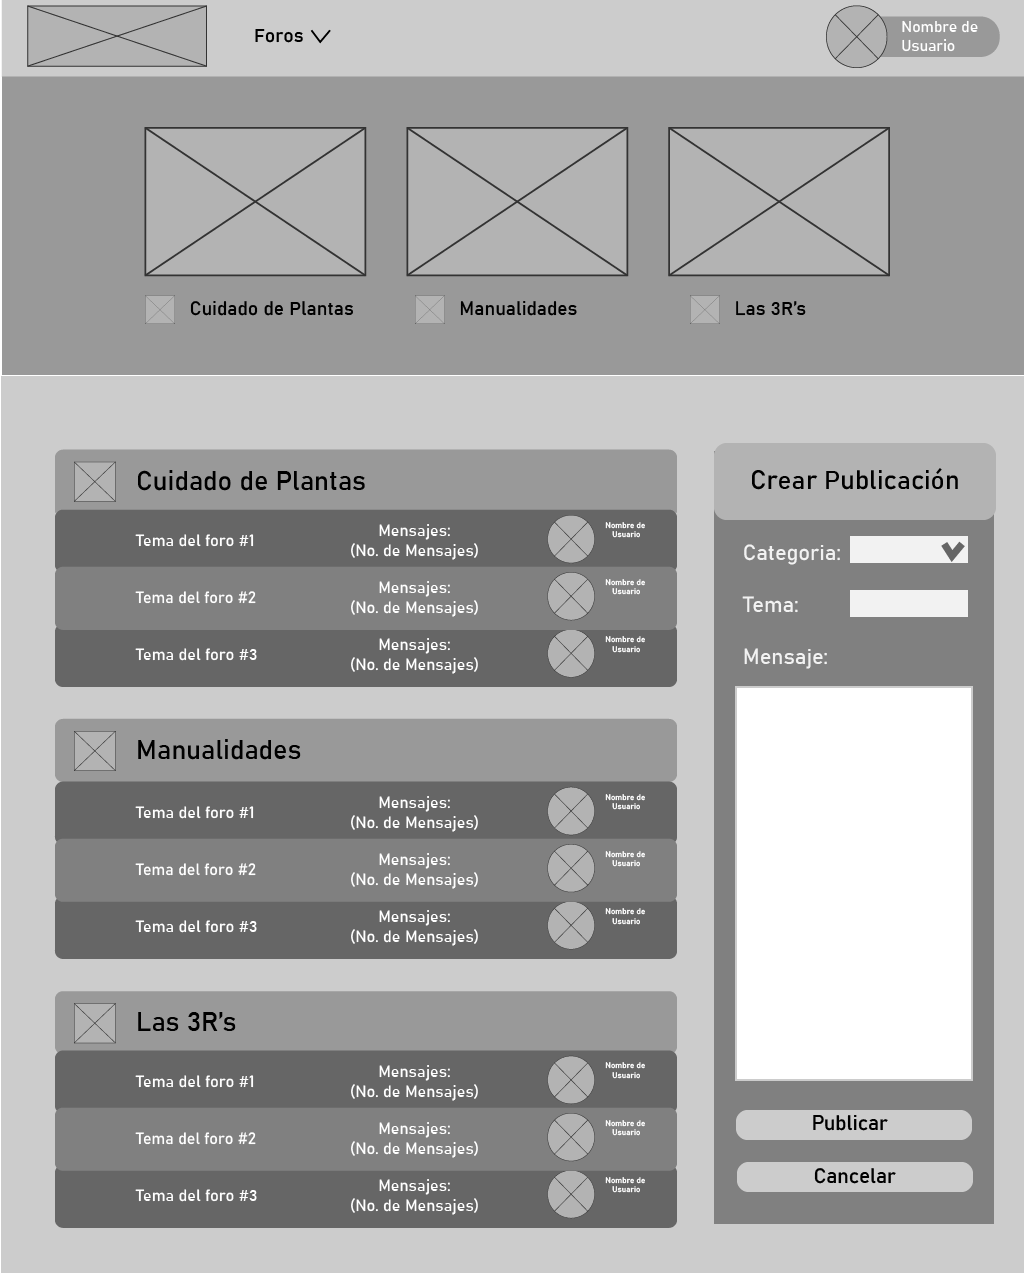 Foros
Nombre de
Usuario
Cuidado de Plantas
Manualidades
Las 3R's
Cuidado de Plantas
Tema del foro #1
Mensajes:
(No. de Mensajes)
Nombre de
Usuario
Tema del foro #2
Mensajes:
(No. de Mensajes)
Nombre de
Usuario
Tema del foro #3
Mensajes:
(No. de Mensajes)
Nombre de
Usuario
Manualidades
Tema del foro #1
Mensajes:
(No. de Mensajes)
Nombre de
Usuario
Tema del foro #2
Mensajes:
(No. de Mensajes)
Nombre de
Usuario
Tema del foro #3
Mensajes:
(No. de Mensajes)
Nombre de
Usuario
Las 3R's
Tema del foro #1
Mensajes:
(No. de Mensajes)
Nombre de
Usuario
Tema del foro #2
Mensajes:
(No. de Mensajes)
Nombre de
Usuario
Tema del foro #3
Mensajes:
(No. de Mensajes)
Nombre de
Usuario
Crear Publicación
Categoria:
Tema:
Mensaje:
Publicar
Cancelar